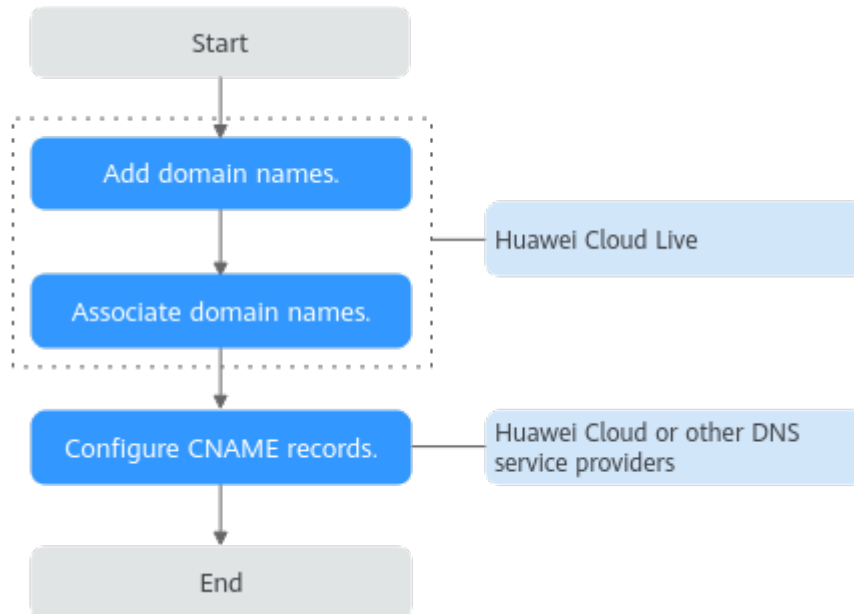 Start
Add domain names.
Huawei Cloud Live
Associate domain names.
Configure CNAME records.
Huawei Cloud or other DNS
service providers
End